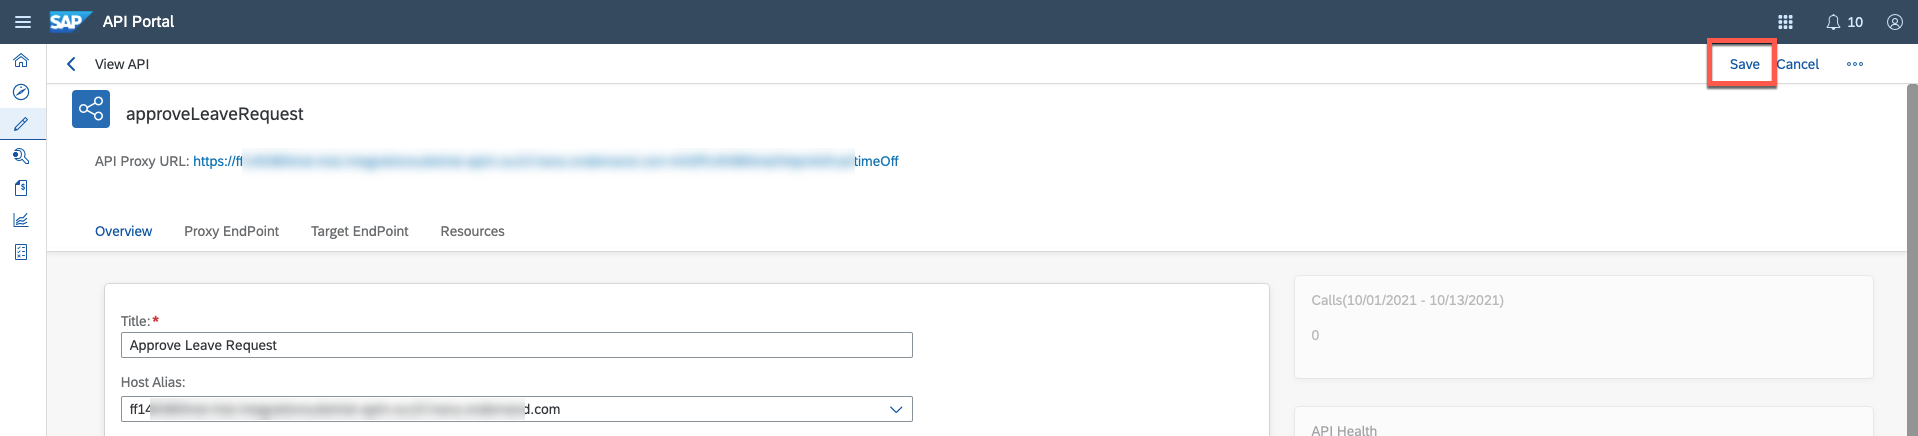 SAP API Portal 10
View API Save Cancel
approveLeaveRequest
API Proxy URL: https://ff timeOff
Overview Proxy EndPoint Target EndPoint Resources
Calls(10/01/2021 - 10/13/2021)
0
Title:*
Approve Leave Request
Host Alias:
ff14 d.com
API Health